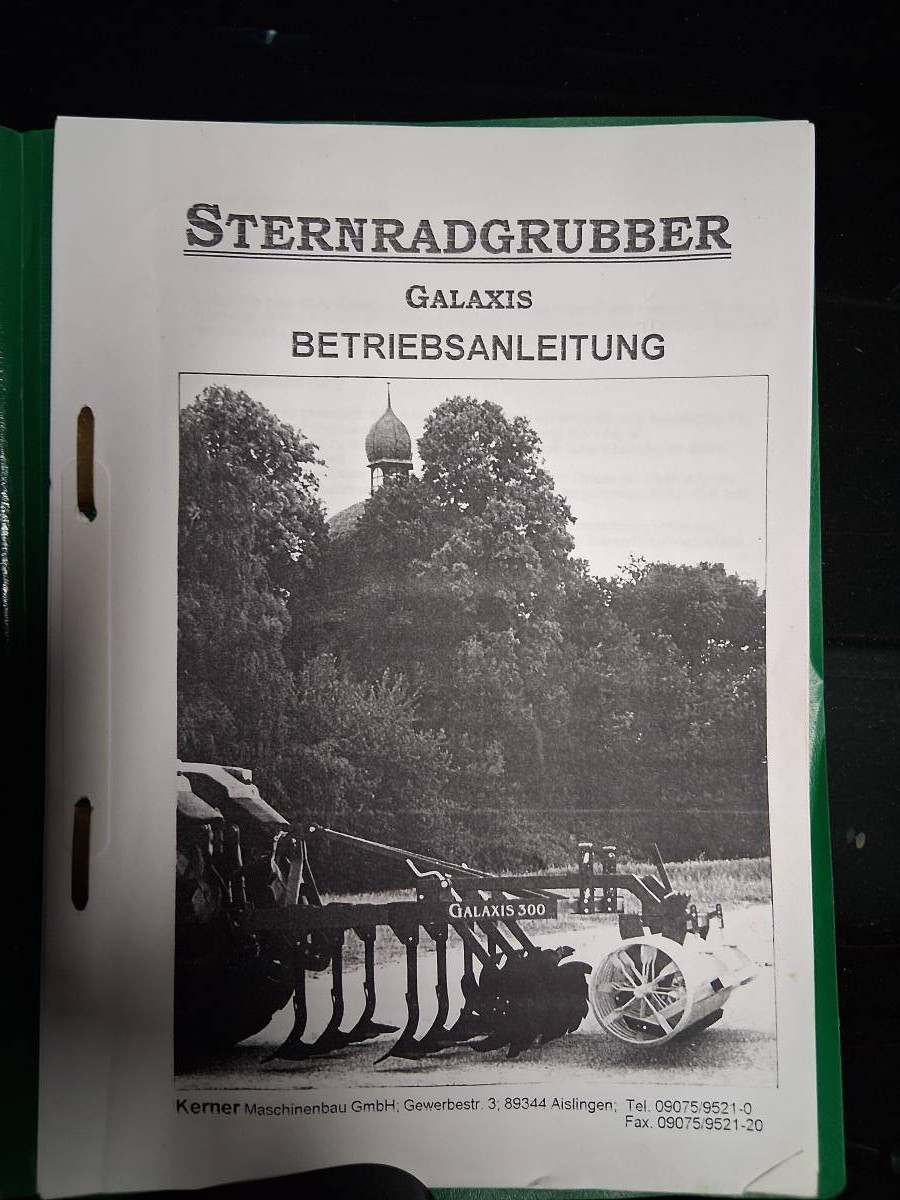 STERNRADGRUBBER
GALAXIS
BETRIEBSANLEITUNG
GALAXIS 300
Kerner Maschinenbau GmbH; Gewerbestr. 3; 89344 Aislingen; Tel. 09075/9521-0
Fax. 09075/9521-20